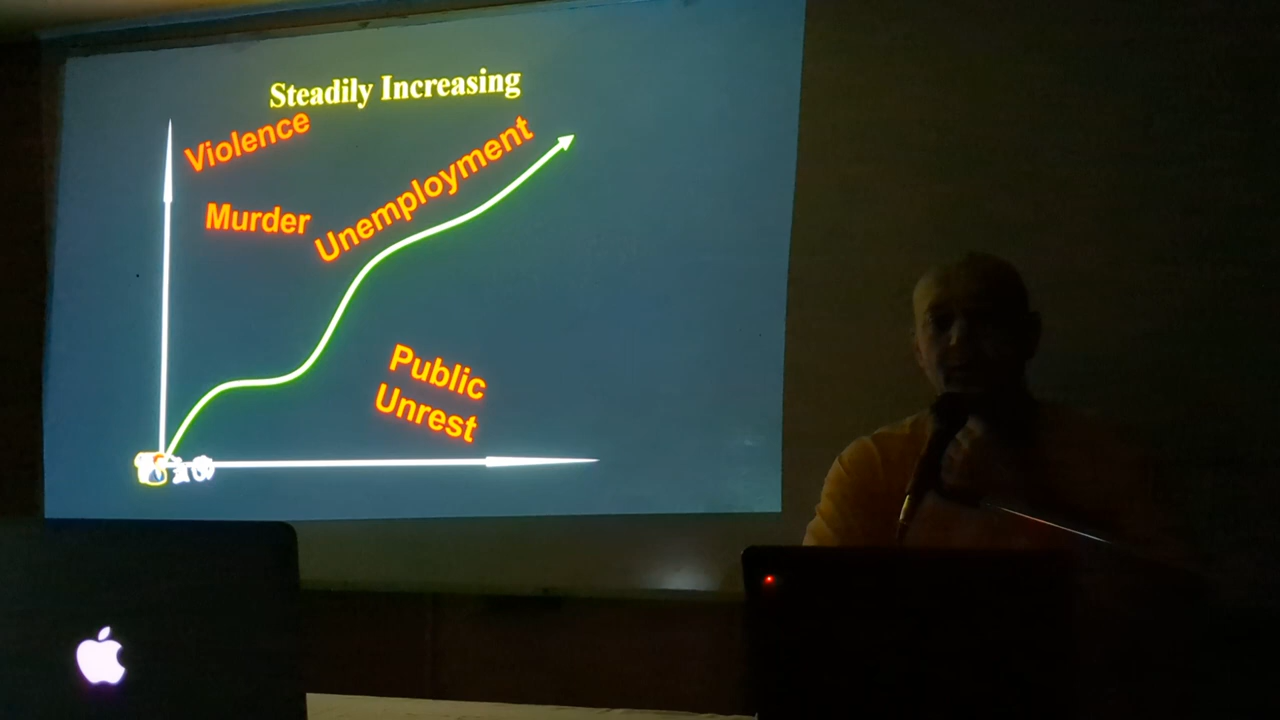 Steadily Increasing
Violence
Murder
Unemployment
Public
Unrest